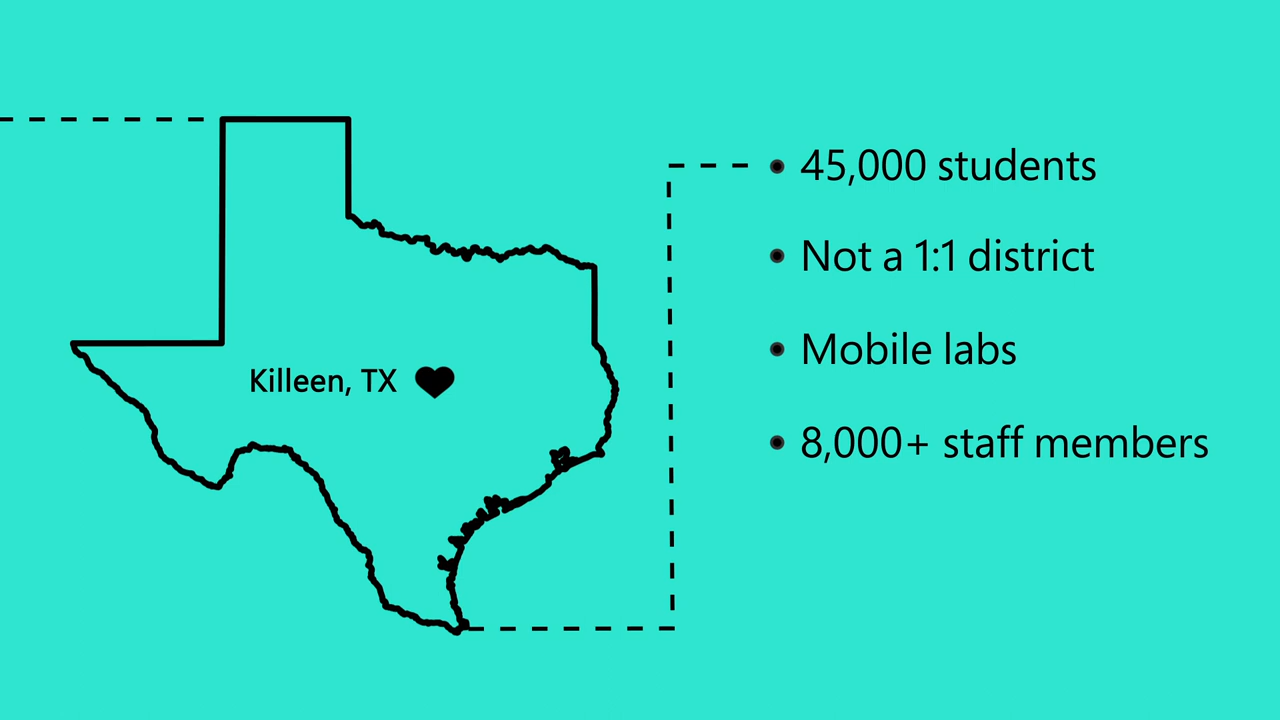 Killeen, TX
45,000 students
Not a 1:1 district
Mobile labs
8,000+ staff members